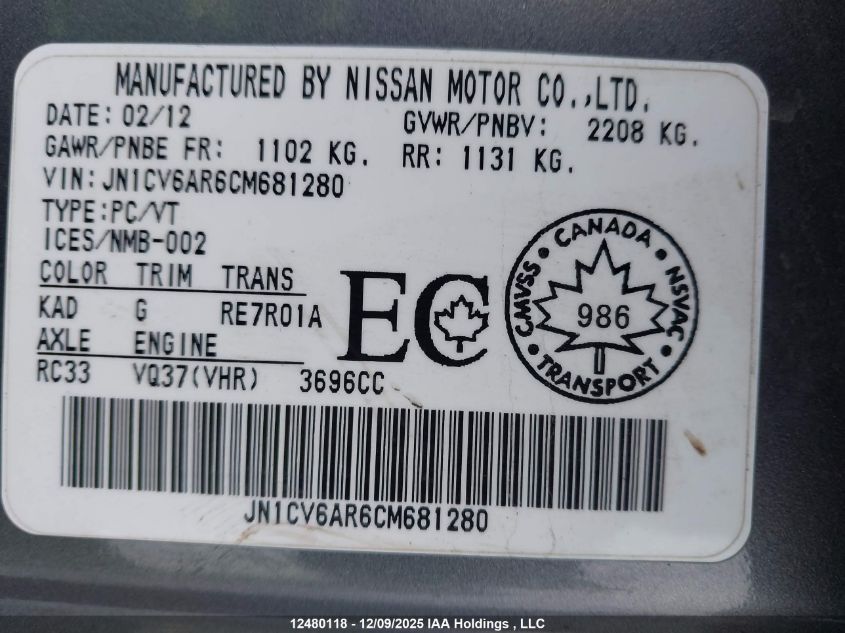 MANUFACTURED BY NISSAN MOTOR CO.,LTD.
DATE: 02/12 GVWR/PNBV: 2208 KG.
GAWR/PNBE FR: 1102 KG. RR: 1131 KG.
VIN: JN1CV6AR6CM681280
TYPE:PC/VT
ICES/NMB-002
COLOR TRIM TRANS
KAD G RE7R01A
AXLE ENGINE
RC33 VQ37(VHR) 3696CC
EC
CANADA
CMVSS
986
NSVAC
TRANSPORT
JN1CV6AR6CM681280
12480118 - 12/09/2025 IAA Holdings , LLC